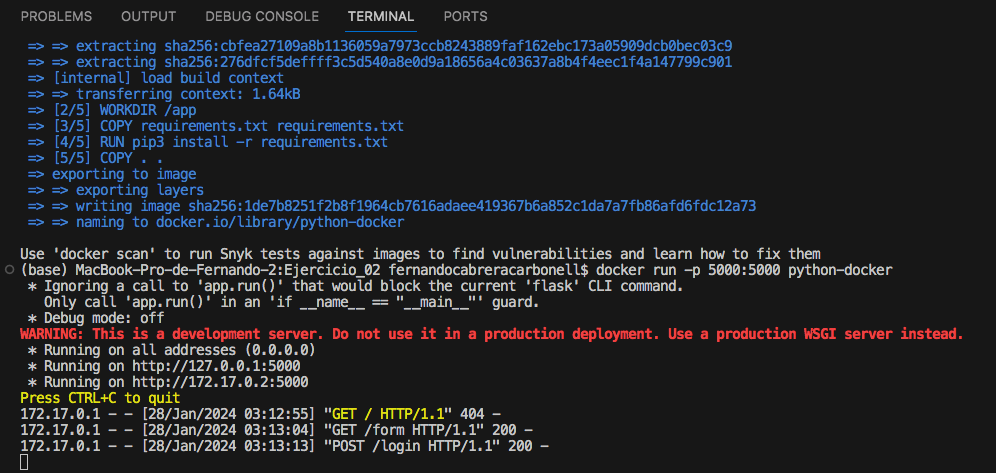 PROBLEMS OUTPUT DEBUG CONSOLE TERMINAL PORTS
=> => extracting sha256:cbfea27109a8b1136059a7973ccb8243889faf162ebc173a05909dcb0bec03c9
=> => extracting sha256:276dfcf5deffff3c5d540a8e0d9a18656a4c03637a8b4f4eec1f4a147799c901
=> [internal] load build context
=> => transferring context: 1.64kB
=> [2/5] WORKDIR /app
=> [3/5] COPY requirements.txt requirements.txt
=> [4/5] RUN pip3 install -r requirements.txt
=> [5/5] COPY . .
=> exporting to image
=> => exporting layers
=> => writing image sha256:1de7b8251f2b8f1964cb7616adaee419367b6a852c1da7a7fb86afd6fdc12a73
=> => naming to docker.io/library/python-docker
Use 'docker scan' to run Snyk tests against images to find vulnerabilities and learn how to fix them
(base) MacBook-Pro-de-Fernando-2:Ejercicio_02 fernandocabreracarbonell$ docker run -p 5000:5000 python-docker
* Ignoring a call to 'app.run()' that would block the current 'flask' CLI command.
Only call 'app.run()' in an 'if __name__ == "__main__"' guard.
* Debug mode: off
WARNING: This is a development server. Do not use it in a production deployment. Use a production WSGI server instead.
* Running on all addresses (0.0.0.0)
* Running on http://127.0.0.1:5000
* Running on http://172.17.0.2:5000
Press CTRL+C to quit
172.17.0.1 - - [28/Jan/2024 03:12:55] "GET / HTTP/1.1" 404 -
172.17.0.1 - - [28/Jan/2024 03:13:04] "GET /form HTTP/1.1" 200 -
172.17.0.1 - - [28/Jan/2024 03:13:13] "POST /login HTTP/1.1" 200 -